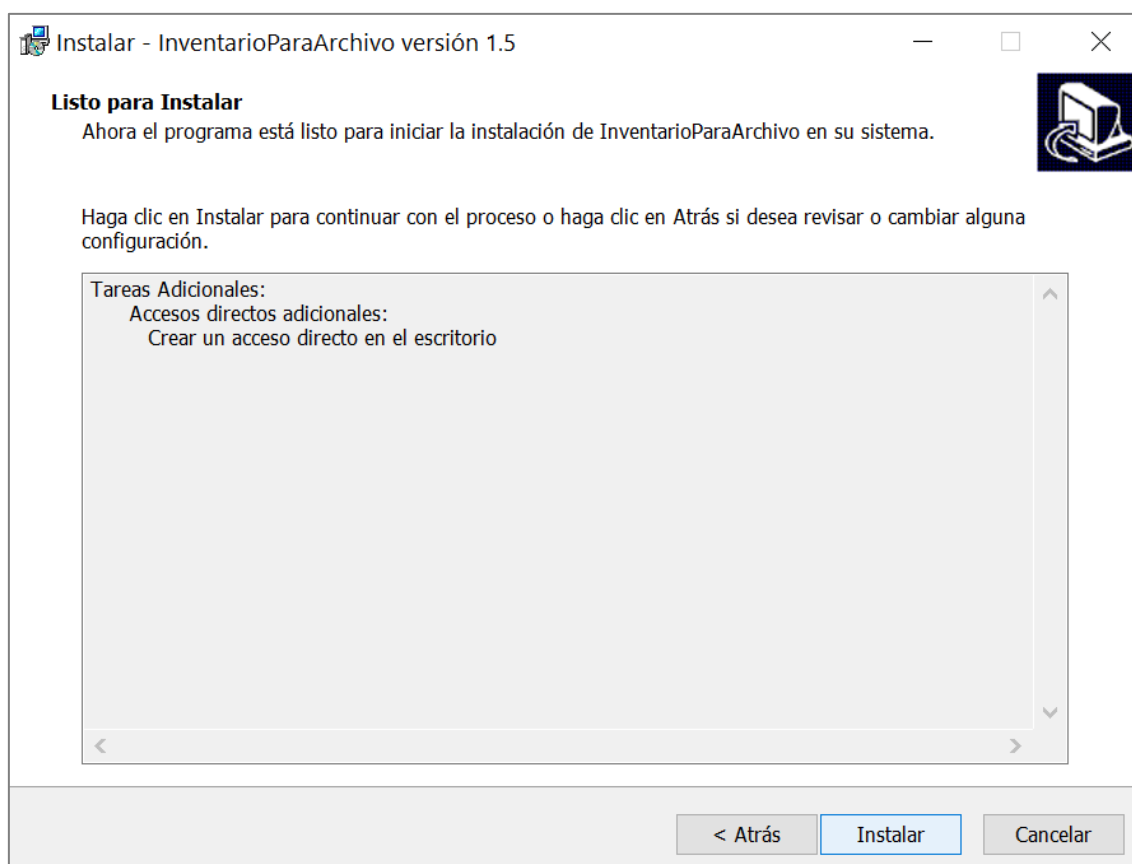 Instalar - InventarioParaArchivo versión 1.5
Listo para Instalar
Ahora el programa está listo para iniciar la instalación de InventarioParaArchivo en su sistema.
Haga clic en Instalar para continuar con el proceso o haga clic en Atrás si desea revisar o cambiar alguna
configuración.
Tareas Adicionales:
Accesos directos adicionales:
Crear un acceso directo en el escritorio
< Atrás
Instalar
Cancelar